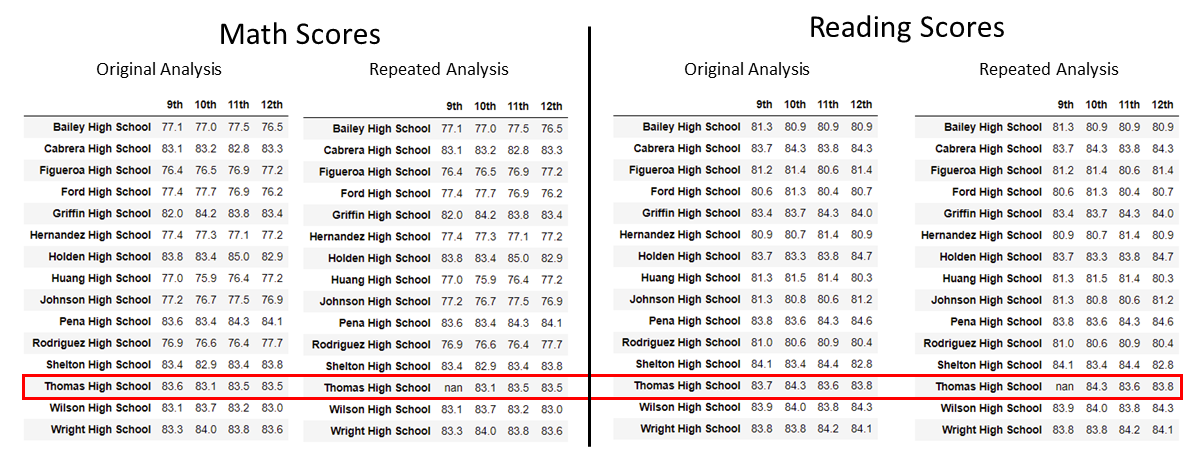 Math Scores
Reading Scores
Original Analysis Repeated Analysis Original Analysis Repeated Analysis
9th 10th 11th 12th 9th 10th 11th 12th 9th 10th 11th 12th 9th 10th 11th 12th
Bailey High School 77.1 77.0 77.5 76.5 Bailey High School 77.1 77.0 77.5 76.5 Bailey High School 81.3 80.9 80.9 80.9 Bailey High School 81.3 80.9 80.9 80.9
Cabrera High School 83.1 83.2 82.8 83.3 Cabrera High School 83.1 83.2 82.8 83.3 Cabrera High School 83.7 84.3 83.8 84.3 Cabrera High School 83.7 84.3 83.8 84.3
Figueroa High School 76.4 76.5 76.9 77.2 Figueroa High School 76.4 76.5 76.9 77.2 Figueroa High School 81.2 81.4 80.6 81.4 Figueroa High School 81.2 81.4 80.6 81.4
Ford High School 77.4 77.7 76.9 76.2 Ford High School 77.4 77.7 76.9 76.2 Ford High School 80.6 81.3 80.4 80.7 Ford High School 80.6 81.3 80.4 80.7
Griffin High School 82.0 84.2 83.8 83.4 Griffin High School 82.0 84.2 83.8 83.4 Griffin High School 83.4 83.7 84.3 84.0 Griffin High School 83.4 83.7 84.3 84.0
Hernandez High School 77.4 77.3 77.1 77.2 Hernandez High School 77.4 77.3 77.1 77.2 Hernandez High School 80.9 80.7 81.4 80.9 Hernandez High School 80.9 80.7 81.4 80.9
Holden High School 83.8 83.4 85.0 82.9 Holden High School 83.8 83.4 85.0 82.9 Holden High School 83.7 83.3 83.8 84.7 Holden High School 83.7 83.3 83.8 84.7
Huang High School 77.0 75.9 76.4 77.2 Huang High School 77.0 75.9 76.4 77.2 Huang High School 81.3 81.5 81.4 80.3 Huang High School 81.3 81.5 81.4 80.3
Johnson High School 77.2 76.7 77.5 76.9 Johnson High School 77.2 76.7 77.5 76.9 Johnson High School 81.3 80.8 80.6 81.2 Johnson High School 81.3 80.8 80.6 81.2
Pena High School 83.6 83.4 84.3 84.1 Pena High School 83.6 83.4 84.3 84.1 Pena High School 83.8 83.6 84.3 84.6 Pena High School 83.8 83.6 84.3 84.6
Rodriguez High School 76.9 76.6 76.4 77.7 Rodriguez High School 76.9 76.6 76.4 77.7 Rodriguez High School 81.0 80.6 80.9 80.4 Rodriguez High School 81.0 80.6 80.9 80.4
Shelton High School 83.4 82.9 83.4 83.8 Shelton High School 83.4 82.9 83.4 83.8 Shelton High School 84.1 83.4 84.4 82.8 Shelton High School 84.1 83.4 84.4 82.8
Thomas High School 83.6 83.1 83.5 83.5 Thomas High School nan 83.1 83.5 83.5 Thomas High School 83.7 84.3 83.6 83.8 Thomas High School nan 84.3 83.6 83.8
Wilson High School 83.1 83.7 83.2 83.0 Wilson High School 83.1 83.7 83.2 83.0 Wilson High School 83.9 84.0 83.8 84.3 Wilson High School 83.9 84.0 83.8 84.3
Wright High School 83.3 84.0 83.8 83.6 Wright High School 83.3 84.0 83.8 83.6 Wright High School 83.8 83.8 84.2 84.1 Wright High School 83.8 83.8 84.2 84.1